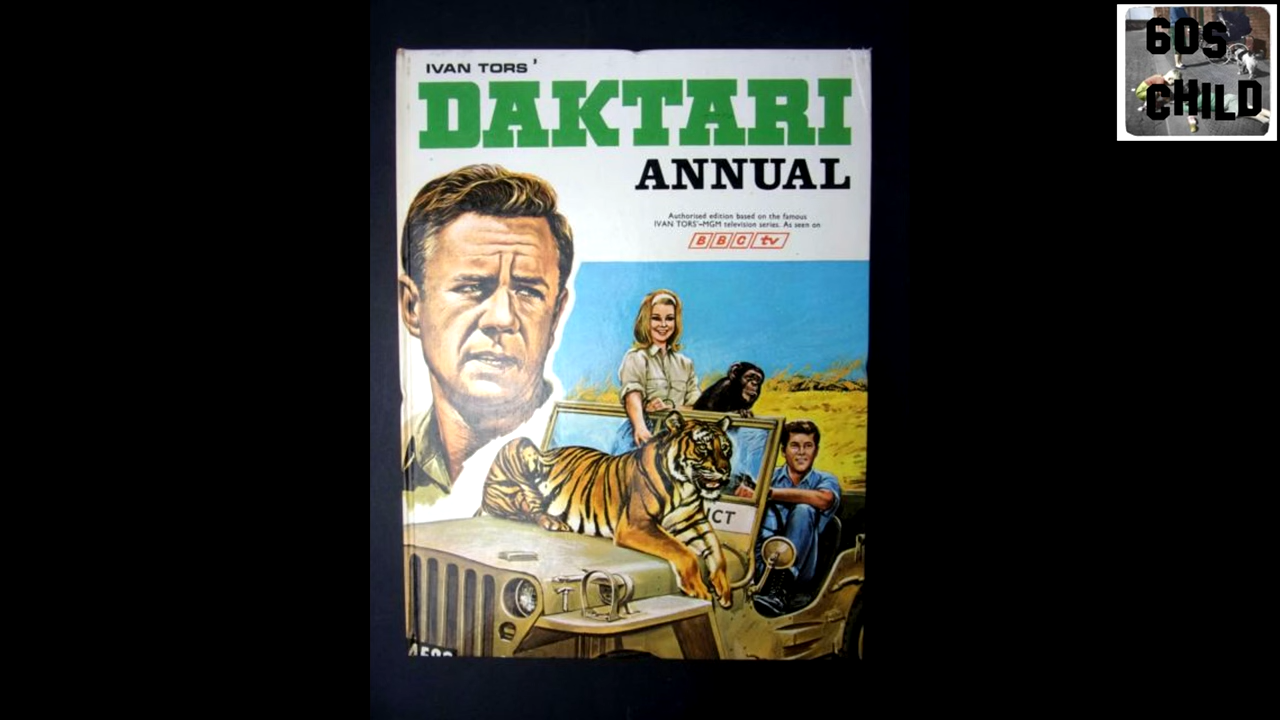 IVAN TORS'
DAKTARI
ANNUAL
Authorised edition based on the famous
IVAN TORS'–MGM television series. As seen on
BBC tv
ICT
60s
CHILD